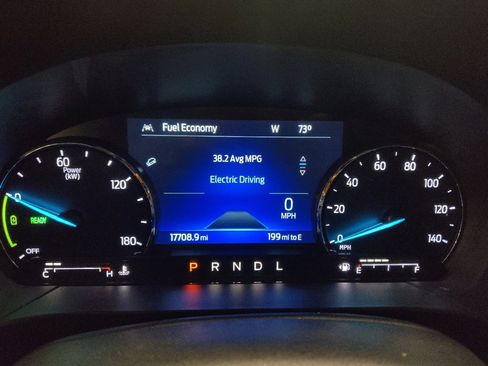 Fuel Economy W 73°
38.2 Avg MPG
Electric Driving
0
MPH
17708.9 mi 199 mi to E
0 60 120 180
Power
(kW)
READY
OFF
C H
P R N D L
0 20 40 60 80 100 120 140
MPH
E F